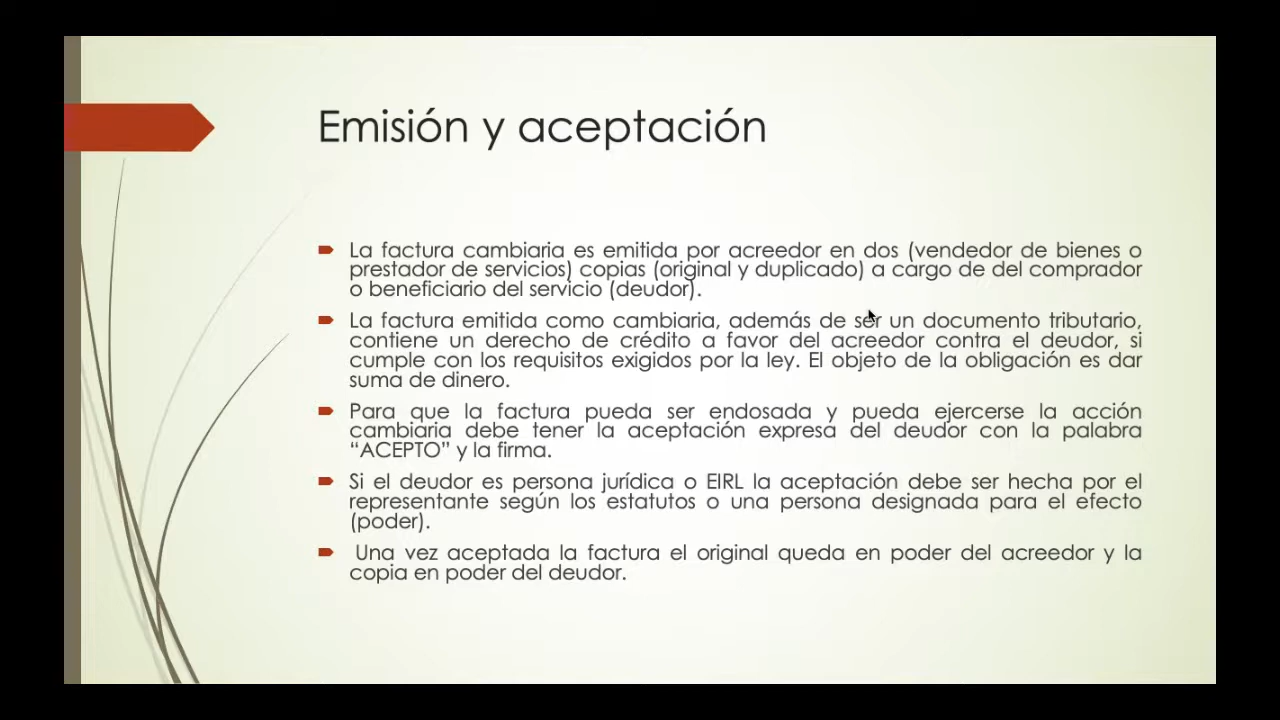 Emisión y aceptación
La factura cambiaria es emitida por acreedor en dos (vendedor de bienes o
prestador de servicios) copias (original y duplicado) a cargo de del comprador
o beneficiario del servicio (deudor).
La factura emitida como cambiaria, además de ser un documento tributario,
contiene un derecho de crédito a favor del acreedor contra el deudor, si
cumple con los requisitos exigidos por la ley. El objeto de la obligación es dar
suma de dinero.
Para que la factura pueda ser endosada y pueda ejercerse la acción
cambiaria debe tener la aceptación expresa del deudor con la palabra
“ACEPTO” y la firma.
Si el deudor es persona jurídica o EIRL la aceptación debe ser hecha por el
representante según los estatutos o una persona designada para el efecto
(poder).
Una vez aceptada la factura el original queda en poder del acreedor y la
copia en poder del deudor.